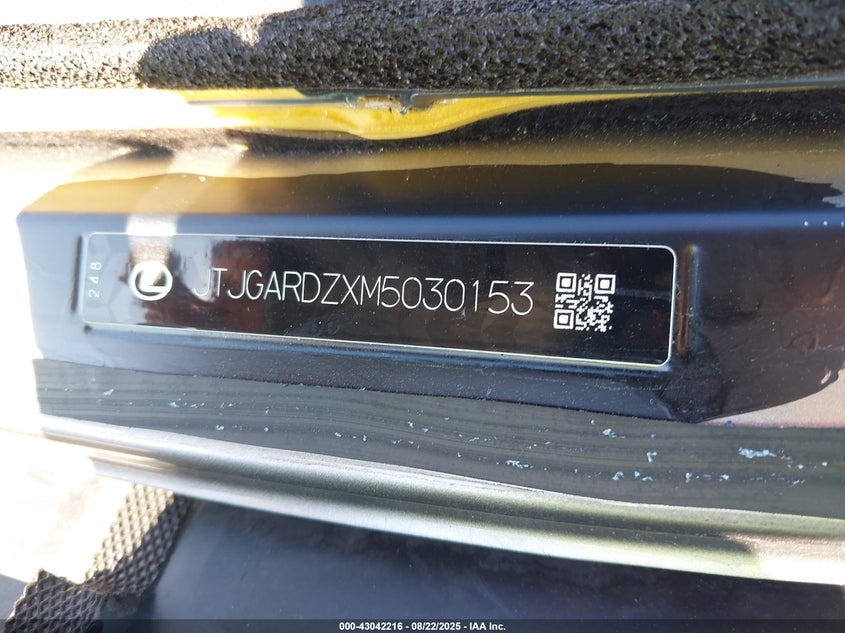 248
JTJGARDZXM5030153
000-43042216 - 08/22/2025 - IAA Inc.